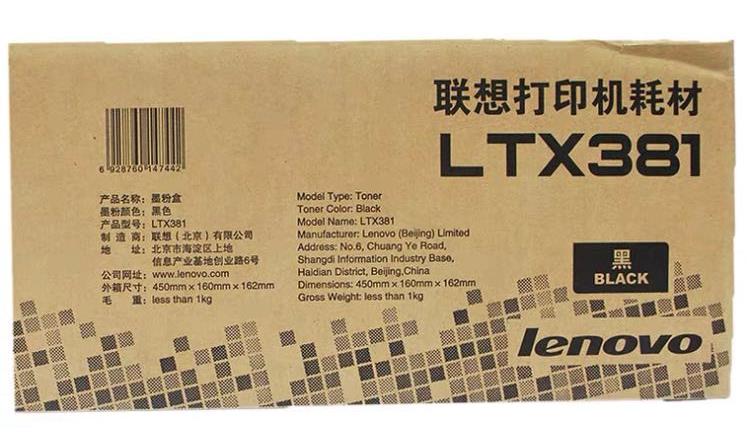 联想打印机耗材
LTX381
6 928760 147442
产品名称：墨粉盒
墨粉颜色：黑色
产品型号：LTX381
制造商：联想（北京）有限公司
地址：北京市海淀区上地
信息产业基地创业路6号
公司网址：www.lenovo.com
外箱尺寸：450mm×160mm×162mm
毛重：less than 1kg
Model Type: Toner
Toner Color: Black
Model Name: LTX381
Manufacturer: Lenovo (Beijing) Limited
Address: No.6, Chuang Ye Road,
Shangdi Information Industry Base,
Haidian District, Beijing,China
Dimensions: 450mm×160mm×162mm
Gross Weight: less than 1kg
黑
BLACK
lenovo